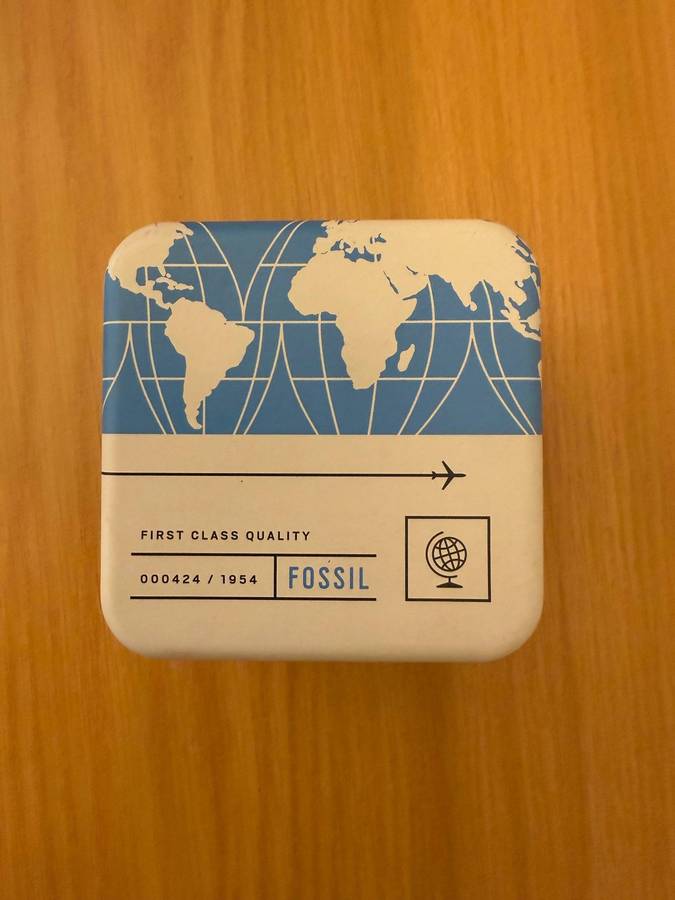 FIRST CLASS QUALITY
000424 / 1954 FOSSIL